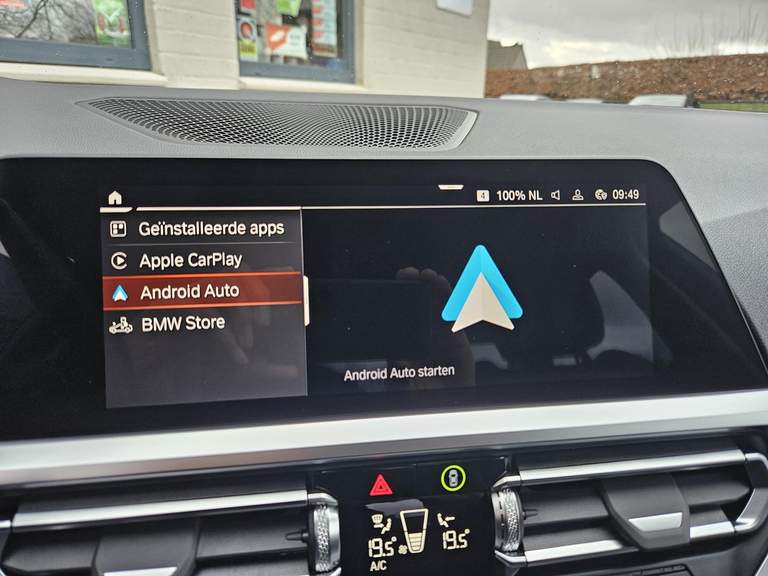 4 100% NL 09:49
Geïnstalleerde apps
Apple CarPlay
Android Auto
BMW Store
Android Auto starten
19.5° 19.5°
A/C